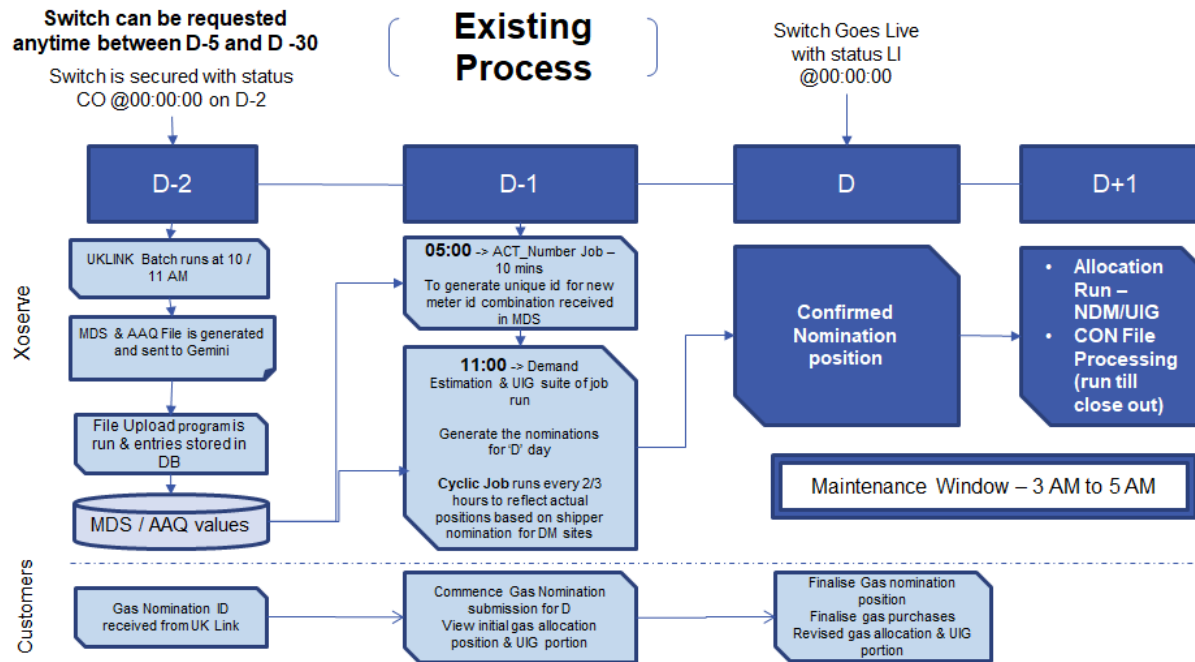 Switch can be requested
anytime between D-5 and D -30
Switch is secured with status
CO @00:00:00 on D-2
Existing
Process
Switch Goes Live
with status LI
@00:00:00
D-2
D-1
D
D+1
Xoserve
UKLINK Batch runs at 10 /
11 AM
MDS & AAQ File is generated
and sent to Gemini
File Upload program is
run & entries stored in
DB
MDS / AAQ values
05:00 -> ACT_Number Job –
10 mins
To generate unique id for new
meter id combination received
in MDS
11:00 -> Demand
Estimation & UIG suite of job
run
Generate the nominations
for 'D' day
Cyclic Job runs every 2/3
hours to reflect actual
positions based on shipper
nomination for DM sites
Confirmed
Nomination
position
• Allocation
Run –
NDM/UIG
• CON File
Processing
(run till
close out)
Maintenance Window – 3 AM to 5 AM
Customers
Gas Nomination ID
received from UK Link
Commence Gas Nomination
submission for D
View initial gas allocation
position & UIG portion
Finalise Gas nomination
position
Finalise gas purchases
Revised gas allocation & UIG
portion